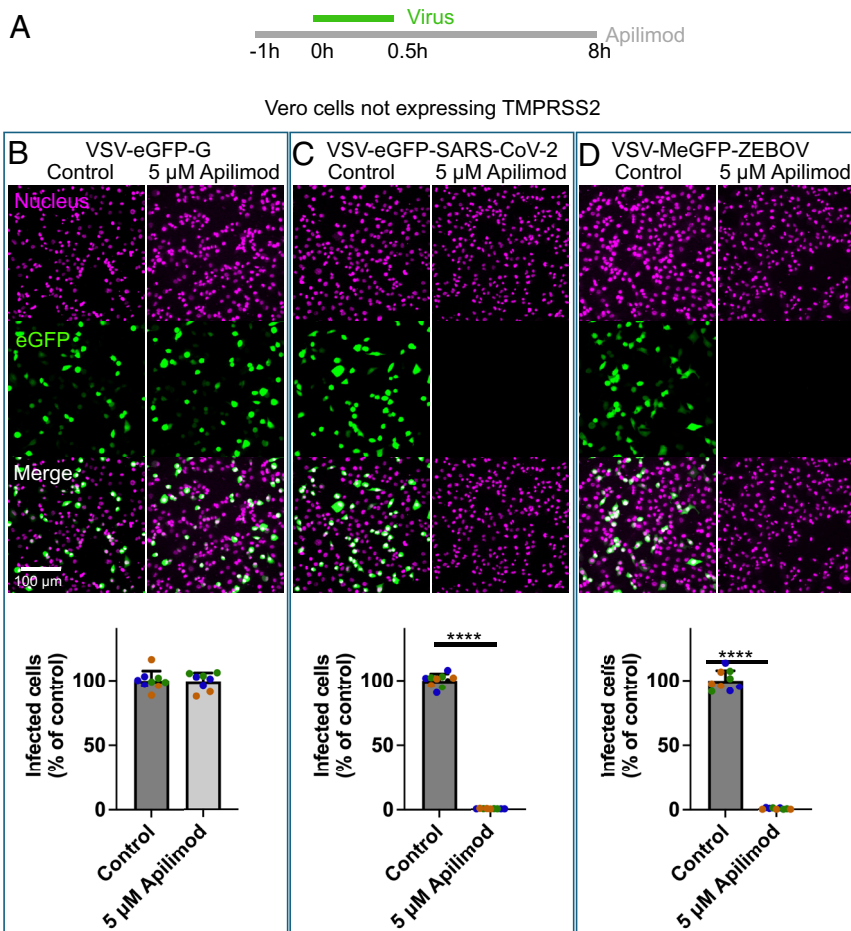 A
Virus
Apilimod
-1h 0h 0.5h 8h
Vero cells not expressing TMPRSS2
B
VSV-eGFP-G
Control 5 µM Apilimod
Nucleus
eGFP
Merge
100 µm
Infected cells
(% of control)
100
50
0
Control
5 µM Apilimod
C
VSV-eGFP-SARS-CoV-2
Control 5 µM Apilimod
Infected cells
(% of control)
****
100
50
0
Control
5 µM Apilimod
D
VSV-MeGFP-ZEBOV
Control 5 µM Apilimod
Infected cells
(% of control)
****
100
50
0
Control
5 µM Apilimod